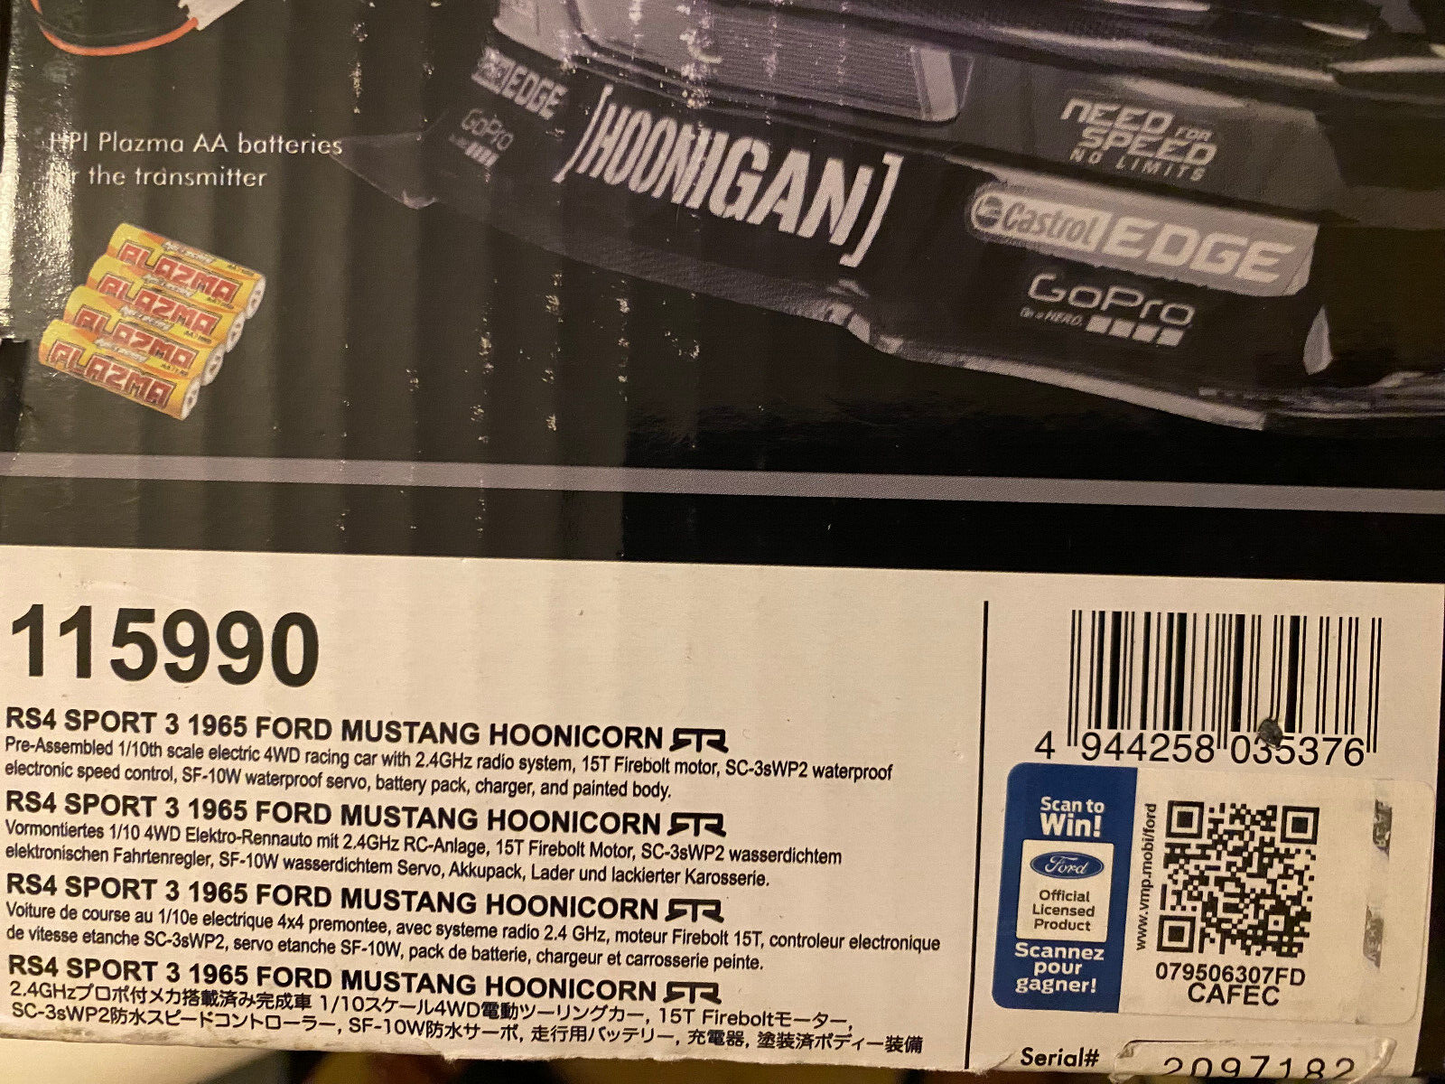 HPI Plazma AA batteries
for the transmitter
PLAZMA
PLAZMA
PLAZMA
PLAZMA
EDGE
GoPro
[HOONIGAN]
NEED FOR
SPEED
NO LIMITS
Castrol EDGE
GoPro
Be a HERO.
115990
RS4 SPORT 3 1965 FORD MUSTANG HOONICORN RTR
Pre-Assembled 1/10th scale electric 4WD racing car with 2.4GHz radio system, 15T Firebolt motor, SC-3sWP2 waterproof
electronic speed control, SF-10W waterproof servo, battery pack, charger, and painted body.
RS4 SPORT 3 1965 FORD MUSTANG HOONICORN RTR
Vormontiertes 1/10 4WD Elektro-Rennauto mit 2.4GHz RC-Anlage, 15T Firebolt Motor, SC-3sWP2 wasserdichtem
elektronischen Fahrtenregler, SF-10W wasserdichtem Servo, Akkupack, Lader und lackierter Karosserie.
RS4 SPORT 3 1965 FORD MUSTANG HOONICORN RTR
Voiture de course au 1/10e electrique 4x4 premontee, avec systeme radio 2.4 GHz, moteur Firebolt 15T, controleur electronique
de vitesse etanche SC-3sWP2, servo etanche SF-10W, pack de batterie, chargeur et carrosserie peinte.
RS4 SPORT 3 1965 FORD MUSTANG HOONICORN RTR
2.4GHzプロポ付メカ搭載済み完成車 1/10スケール4WD電動ツーリングカー, 15T Fireboltモーター,
SC-3sWP2防水スピードコントローラー, SF-10W防水サーボ, 走行用バッテリー, 充電器, 塗装済ボディー装備
4 944258 035376
Scan to
Win!
Ford
Official
Licensed
Product
Scannez
pour
gagner!
www.vmp.mobi/ford
079506307FD
CAFEC
Serial#
2097182